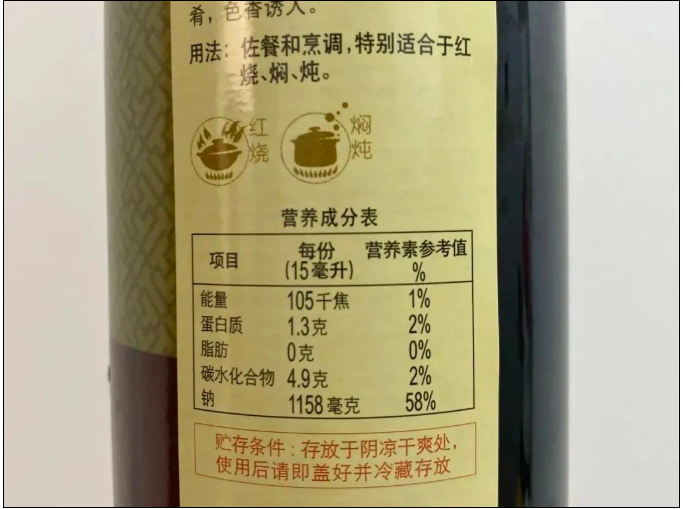 肴，色香诱人。
用法：佐餐和烹调，特别适合于红
烧、焖、炖。
红烧
焖炖
营养成分表
项目 每份(15毫升) 营养素参考值%
能量 105千焦 1%
蛋白质 1.3克 2%
脂肪 0克 0%
碳水化合物 4.9克 2%
钠 1158毫克 58%
贮存条件：存放于阴凉干爽处，
使用后请即盖好并冷藏存放